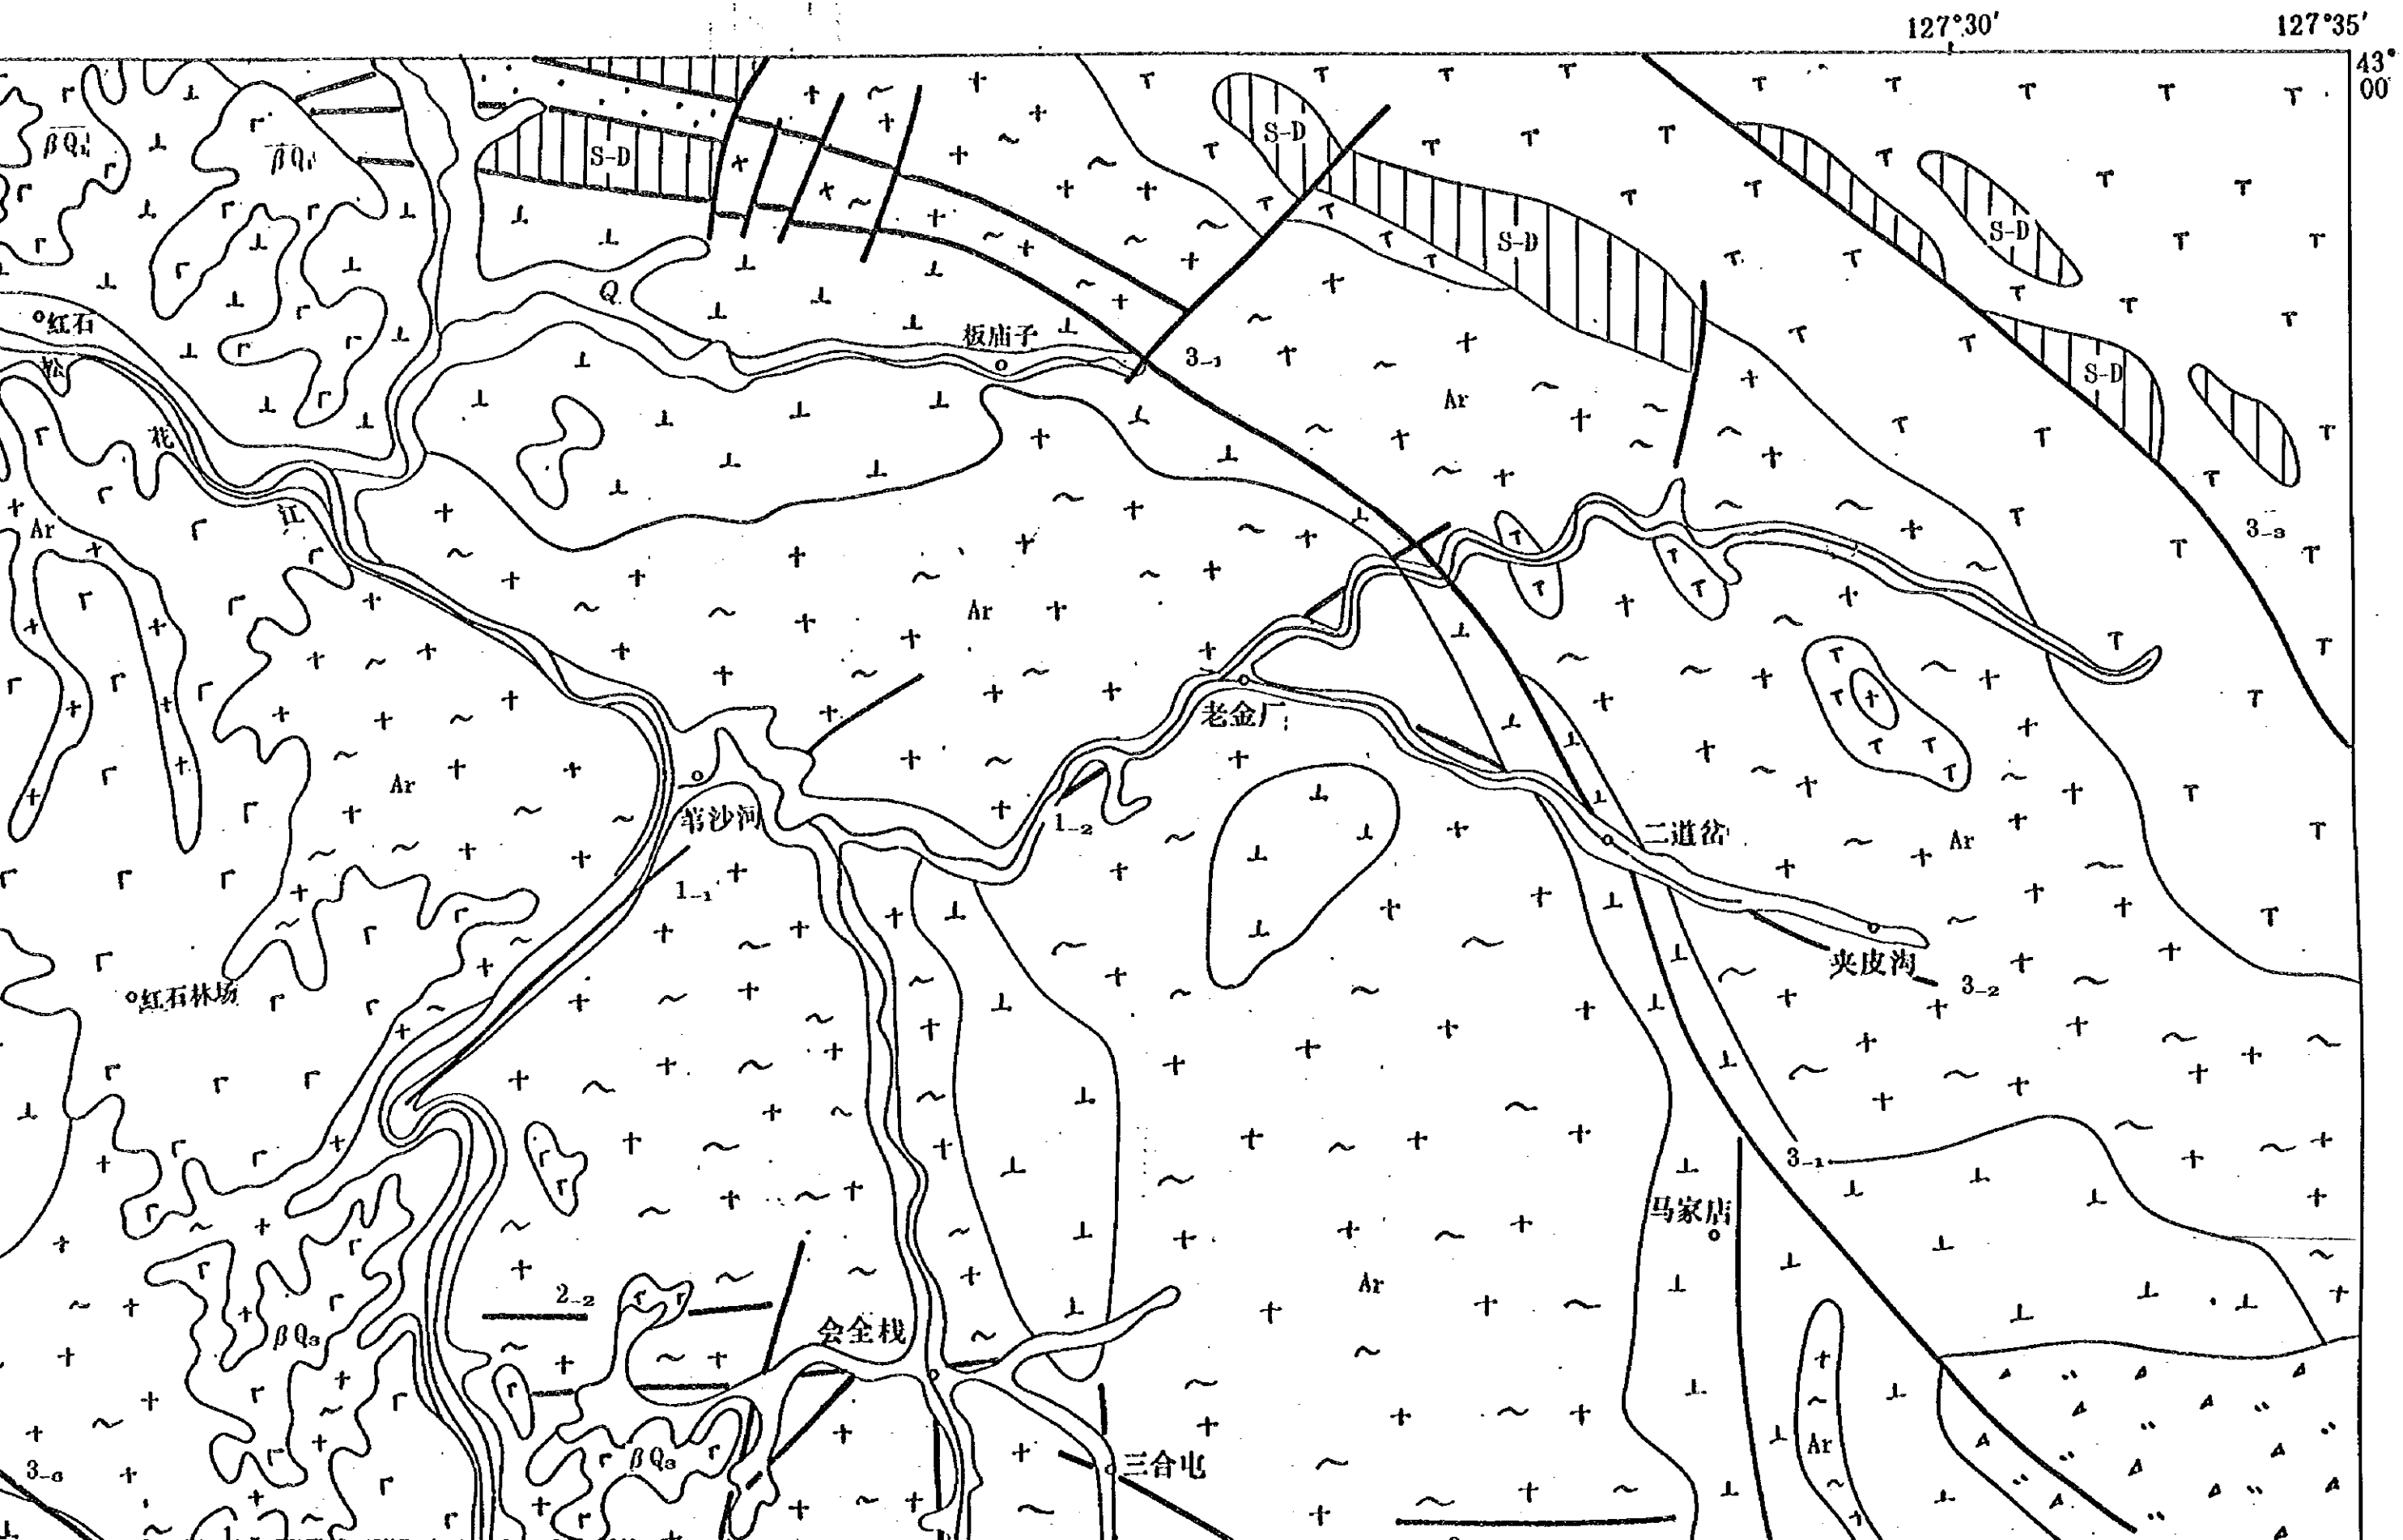 127°30′
127°35′
43°
00′
βQ₁¹
βQ₁¹
S-D
S-D
S-D
S-D
S-D
Q
红石
松
花
江
板庙子
3-1
Ar
Ar
Ar
3-3
Ar
老金厂
苇沙河
1-2
二道岔
Ar
1-1
夹皮沟
3-2
红石林场
3-1
马家店
Ar
2-2
βQ₃
会全栈
βQ₃
Ar
三合屯
3-6